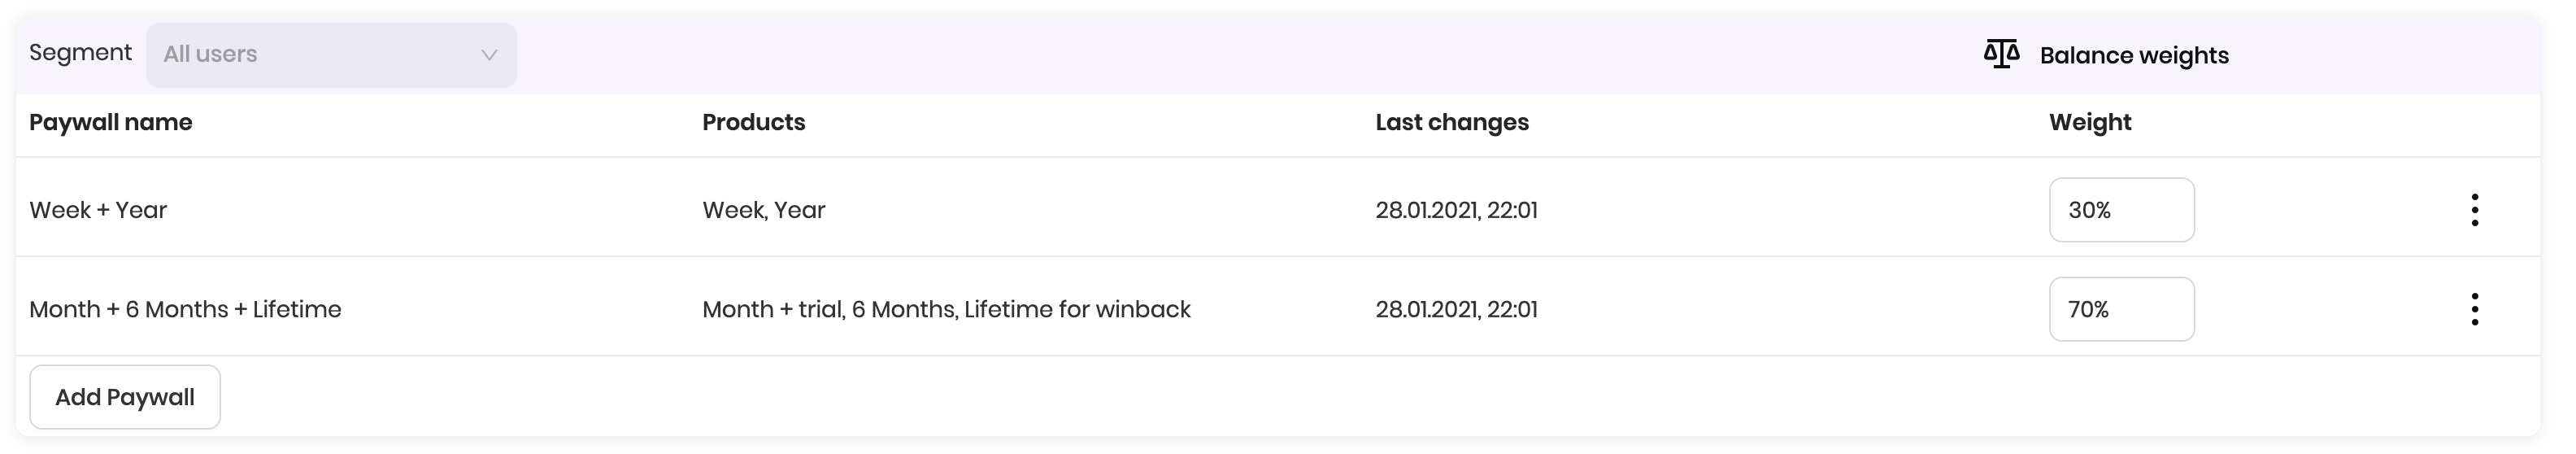 Segment All users Balance weights
Paywall name Products Last changes Weight
Week + Year Week, Year 28.01.2021, 22:01 30%
Month + 6 Months + Lifetime Month + trial, 6 Months, Lifetime for winback 28.01.2021, 22:01 70%
Add Paywall